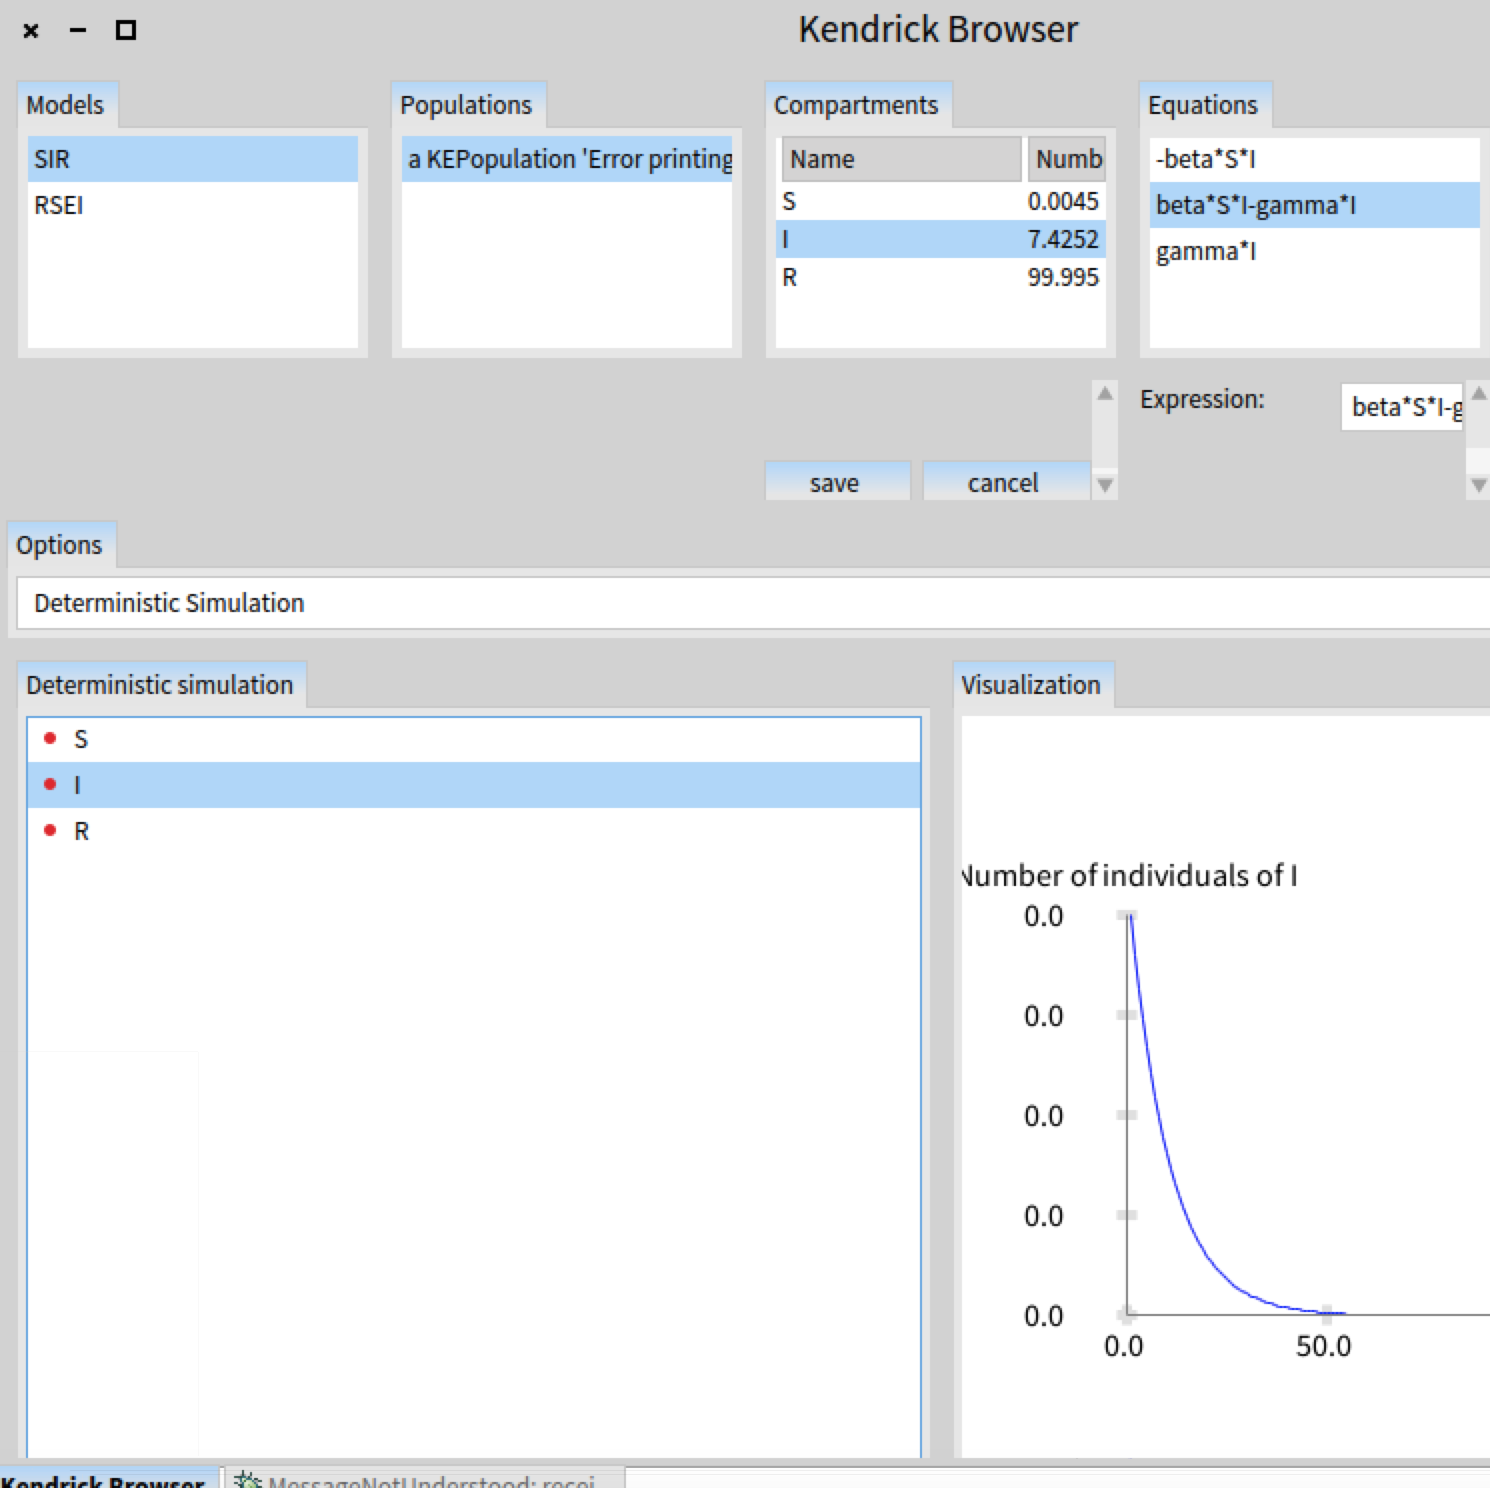 Kendrick Browser
Models
SIR
RSEI
Populations
a KEPopulation 'Error printing
Compartments
Name Numb
S 0.0045
I 7.4252
R 99.995
save cancel
Equations
-beta*S*I
beta*S*I-gamma*I
gamma*I
Expression: beta*S*I-g
Options
Deterministic Simulation
Deterministic simulation
S
I
R
Visualization
Number of individuals of I
0.0
0.0
0.0
0.0
0.0
0.0 50.0
Kendrick Browser MessageNotUnderstood: recei